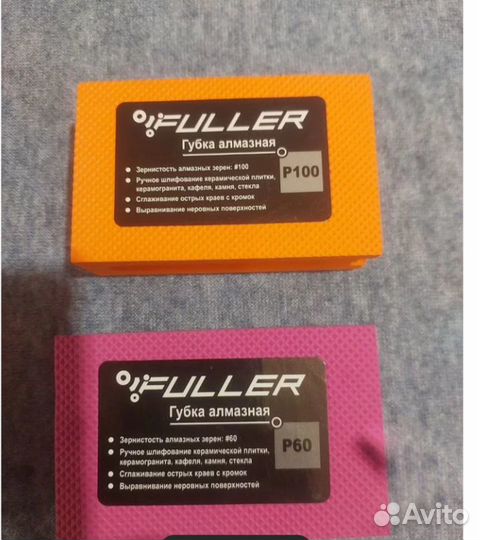 FULLER
Губка алмазная
Зернистость алмазных зерен: #100
Ручное шлифование керамической плитки,
керамогранита, кафеля, камня, стекла
Сглаживание острых краев с кромок
Выравнивание неровных поверхностей
P100
FULLER
Губка алмазная
Зернистость алмазных зерен: #60
Ручное шлифование керамической плитки,
керамогранита, кафеля, камня, стекла
Сглаживание острых краев с кромок
Выравнивание неровных поверхностей
P60
Avito